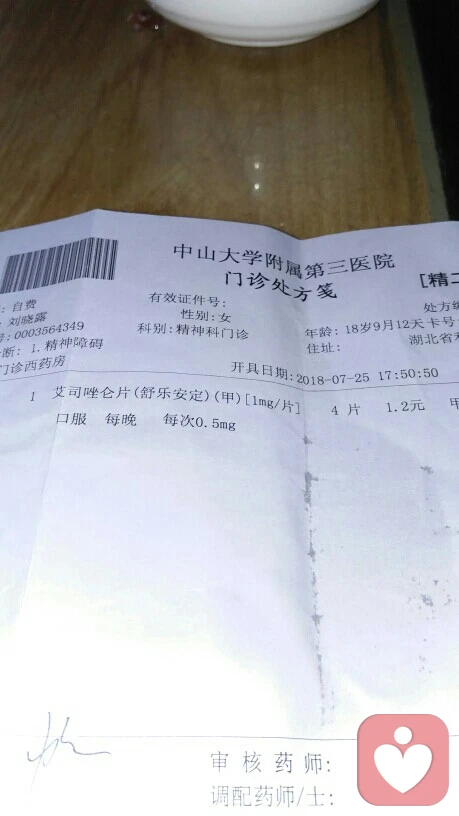 中山大学附属第三医院
门诊处方笺
[精二
: 自费
有效证件号:
处方编
: 刘晓露
性别:女
号:0003564349
科别:精神科门诊
年龄: 18岁9月12天 卡号
诊断: 1.精神障碍
住址:
湖北省
门诊西药房
开具日期:2018-07-25 17:50:50
1 艾司唑仑片(舒乐安定)(甲)[1mg/片] 4 片 1.2元 甲
口服 每晚 每次0.5mg
审核药师:
调配药师/士: